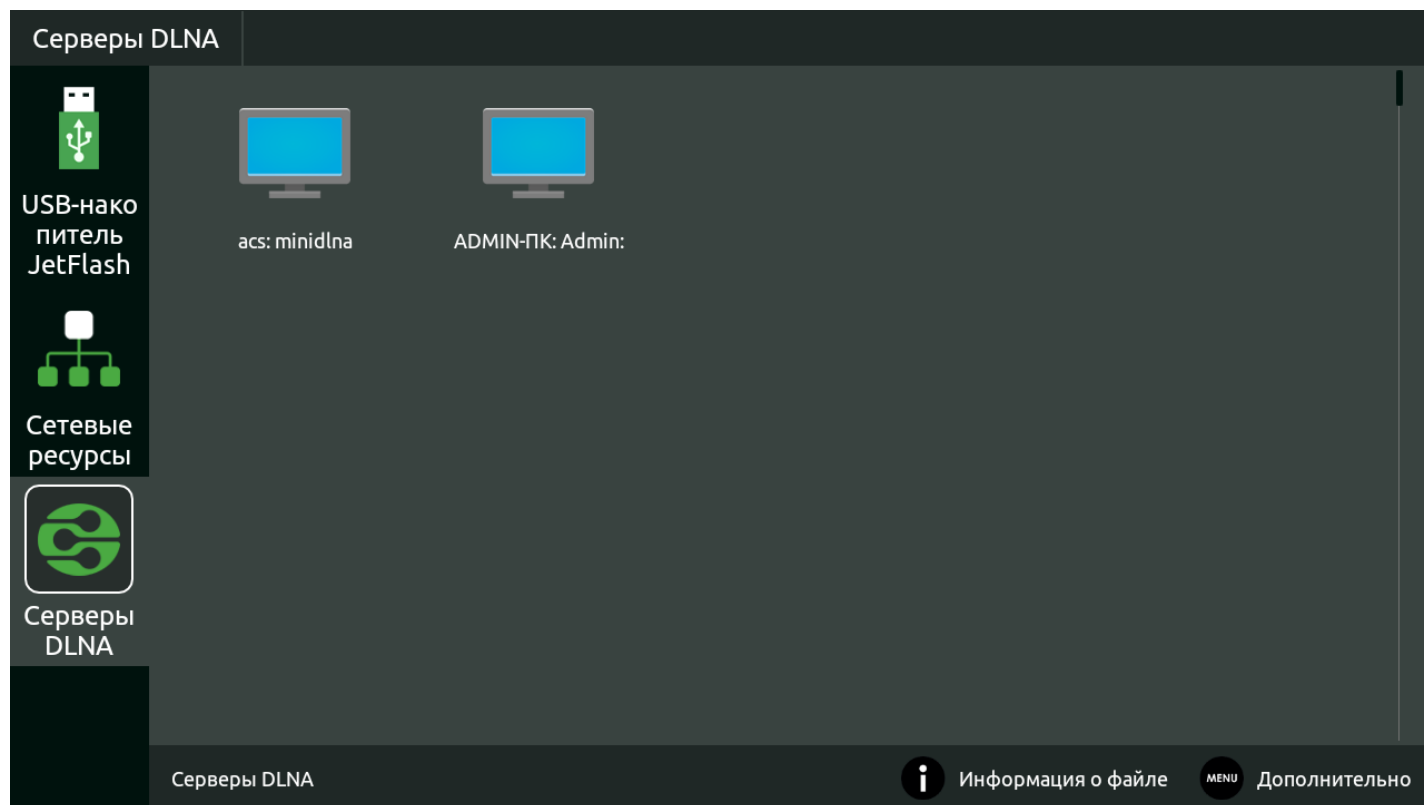 Серверы DLNA
USB-нако
питель
JetFlash
Сетевые
ресурсы
Серверы
DLNA
acs: minidlna
ADMIN-ПК: Admin:
Серверы DLNA
i Информация о файле
MENU Дополнительно